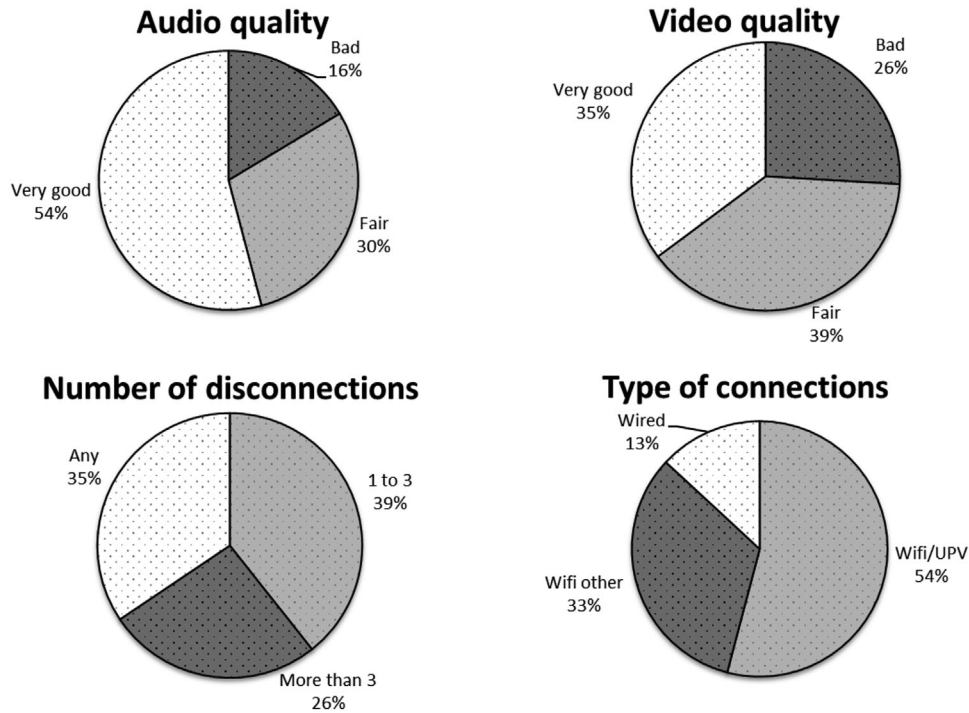 Audio quality
Bad
16%
Very good
54%
Fair
30%
Video quality
Bad
26%
Very good
35%
Fair
39%
Number of disconnections
Any
35%
1 to 3
39%
More than 3
26%
Type of connections
Wired
13%
Wifi other
33%
Wifi/UPV
54%